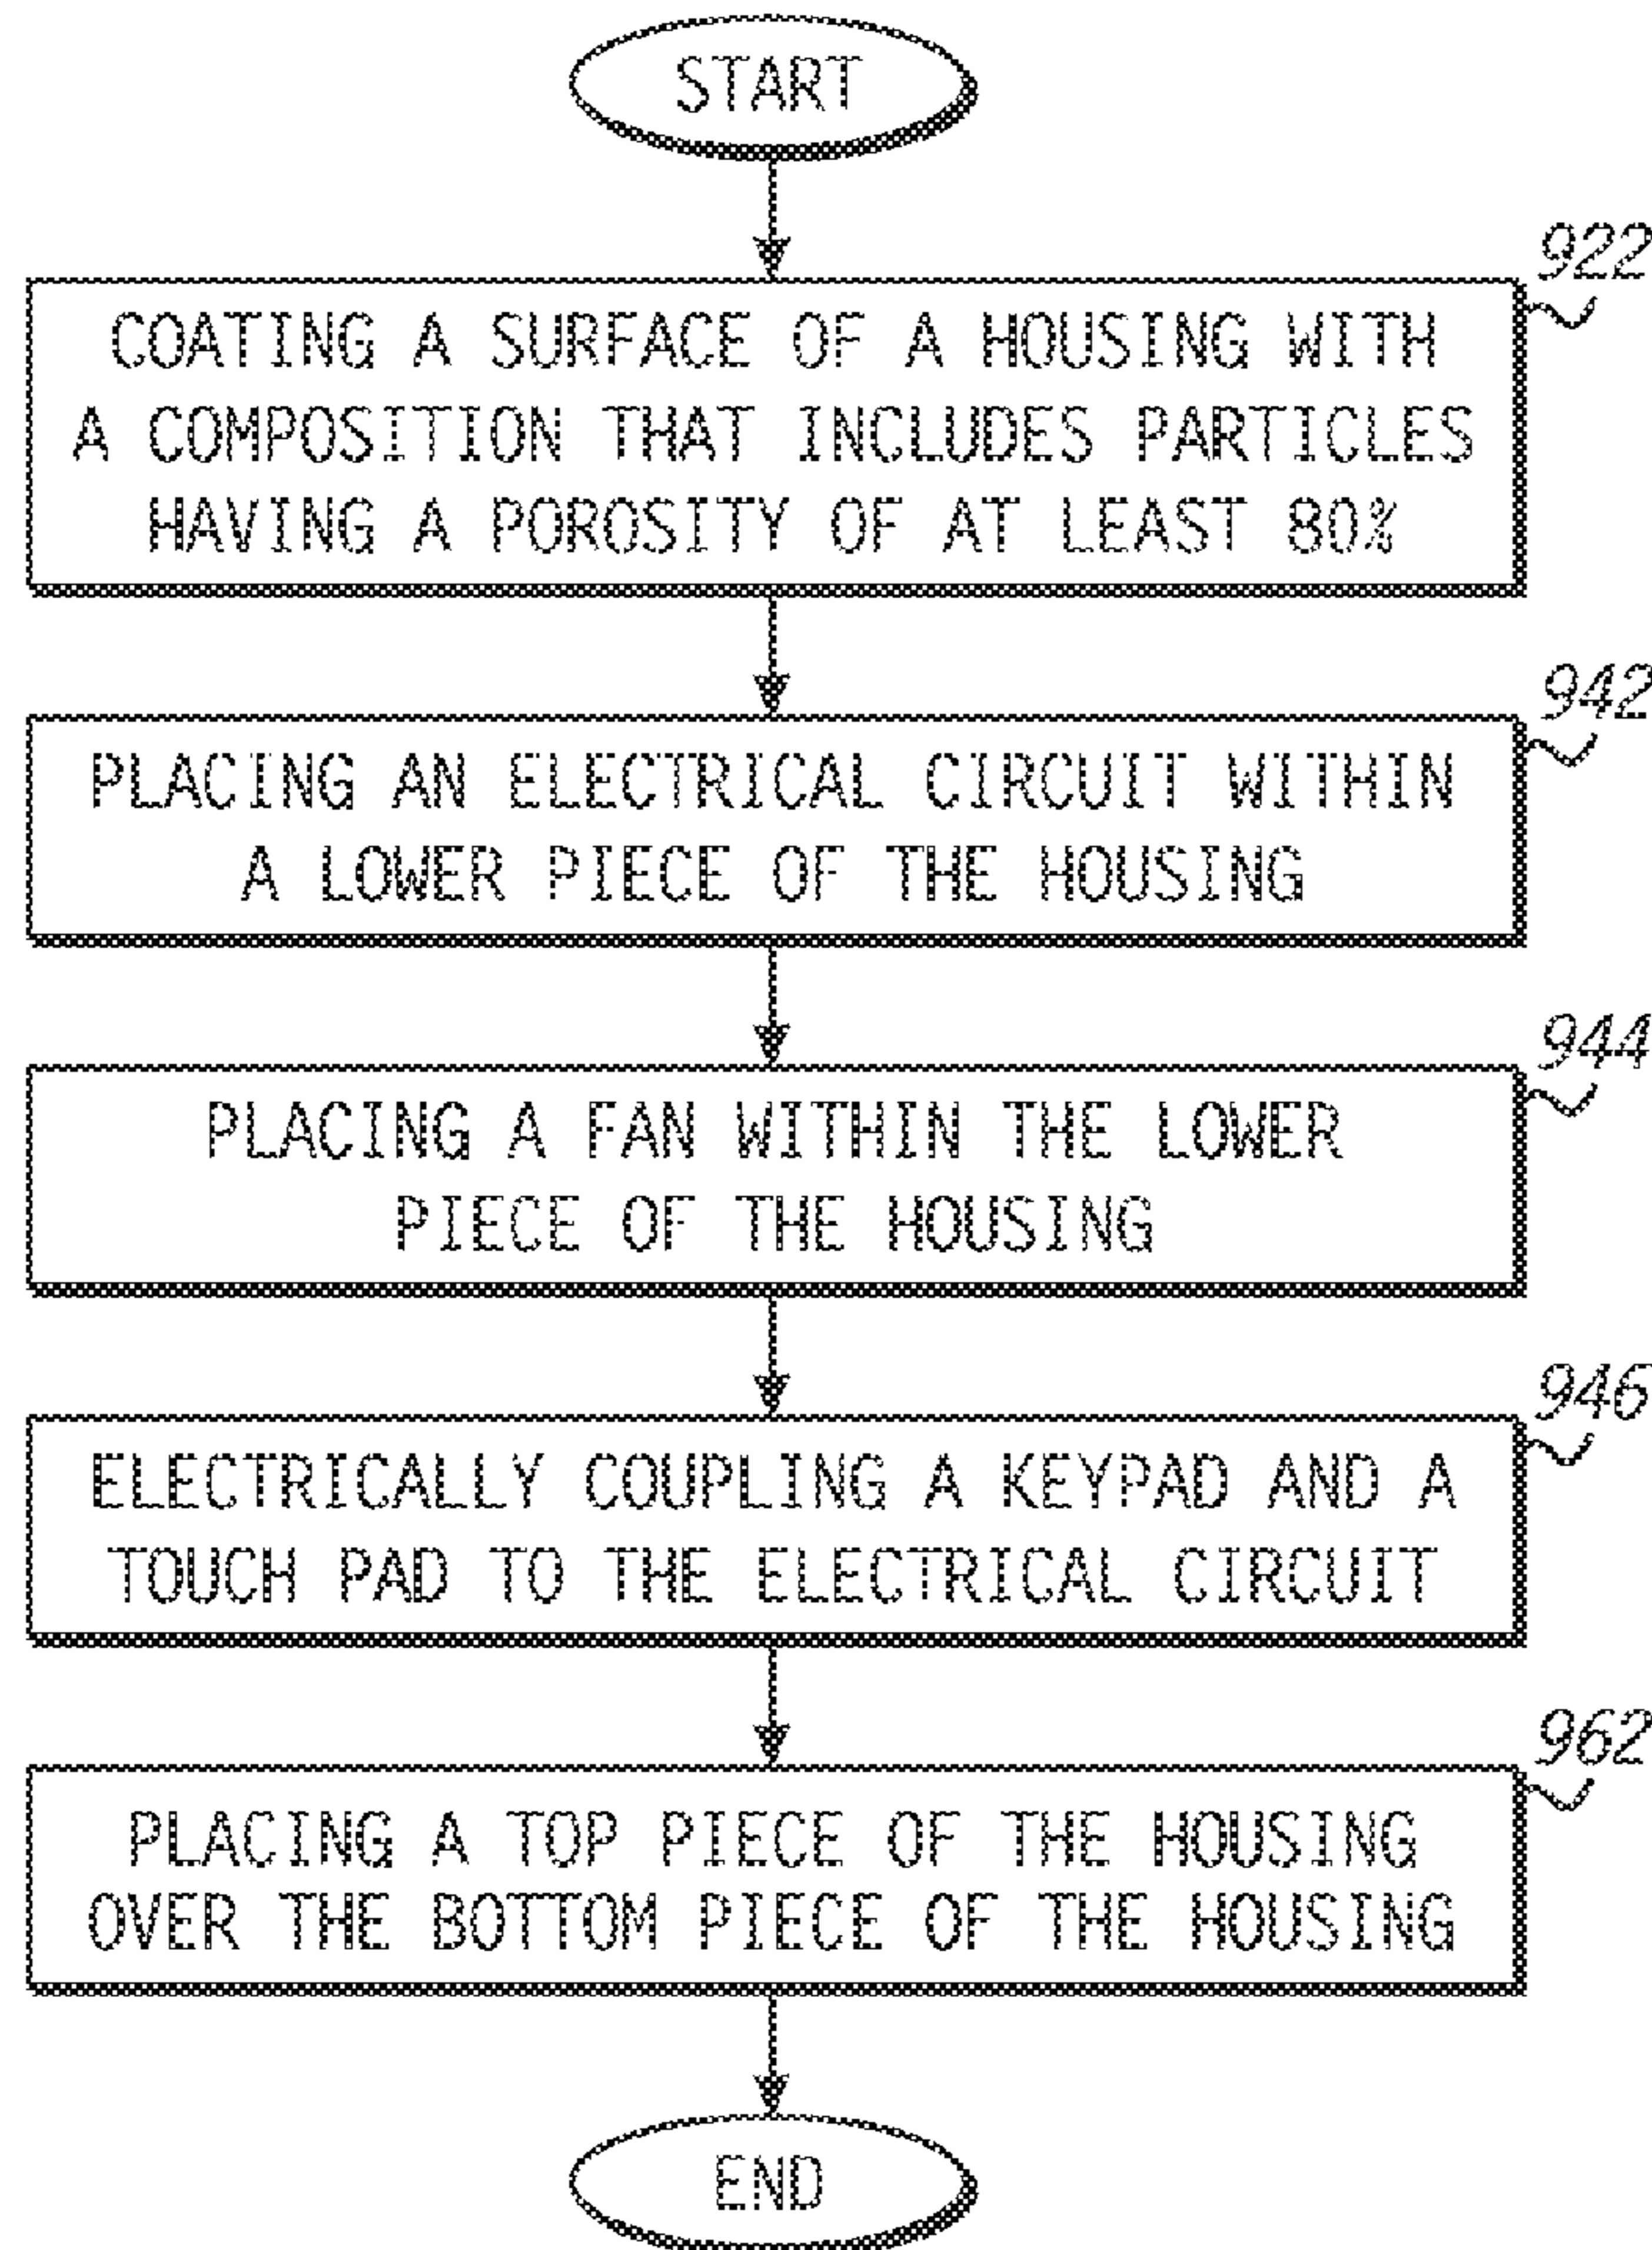 START
922
COATING A SURFACE OF A HOUSING WITH
A COMPOSITION THAT INCLUDES PARTICLES
HAVING A POROSITY OF AT LEAST 80%
942
PLACING AN ELECTRICAL CIRCUIT WITHIN
A LOWER PIECE OF THE HOUSING
944
PLACING A FAN WITHIN THE LOWER
PIECE OF THE HOUSING
946
ELECTRICALLY COUPLING A KEYPAD AND A
TOUCH PAD TO THE ELECTRICAL CIRCUIT
962
PLACING A TOP PIECE OF THE HOUSING
OVER THE BOTTOM PIECE OF THE HOUSING
END